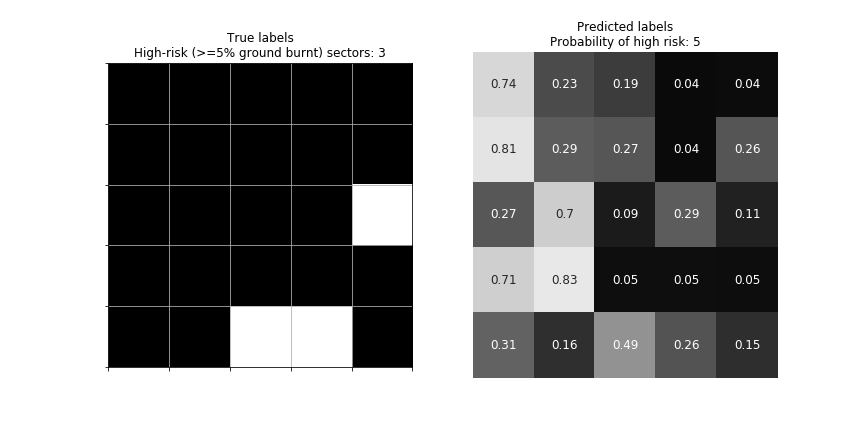 True labels
High-risk (>=5% ground burnt) sectors: 3
Predicted labels
Probability of high risk: 5
0.74 0.23 0.19 0.04 0.04
0.81 0.29 0.27 0.04 0.26
0.27 0.7 0.09 0.29 0.11
0.71 0.83 0.05 0.05 0.05
0.31 0.16 0.49 0.26 0.15